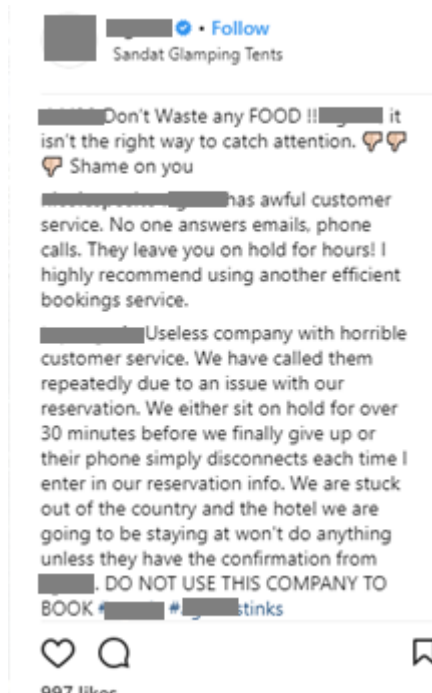 • Follow
Sandat Glamping Tents
Don't Waste any FOOD !! it
isn't the right way to catch attention. 👎👎
👎 Shame on you
has awful customer
service. No one answers emails, phone
calls. They leave you on hold for hours! I
highly recommend using another efficient
bookings service.
Useless company with horrible
customer service. We have called them
repeatedly due to an issue with our
reservation. We either sit on hold for over
30 minutes before we finally give up or
their phone simply disconnects each time I
enter in our reservation info. We are stuck
out of the country and the hotel we are
going to be staying at won't do anything
unless they have the confirmation from
. DO NOT USE THIS COMPANY TO
BOOK # #stinks
997 likes